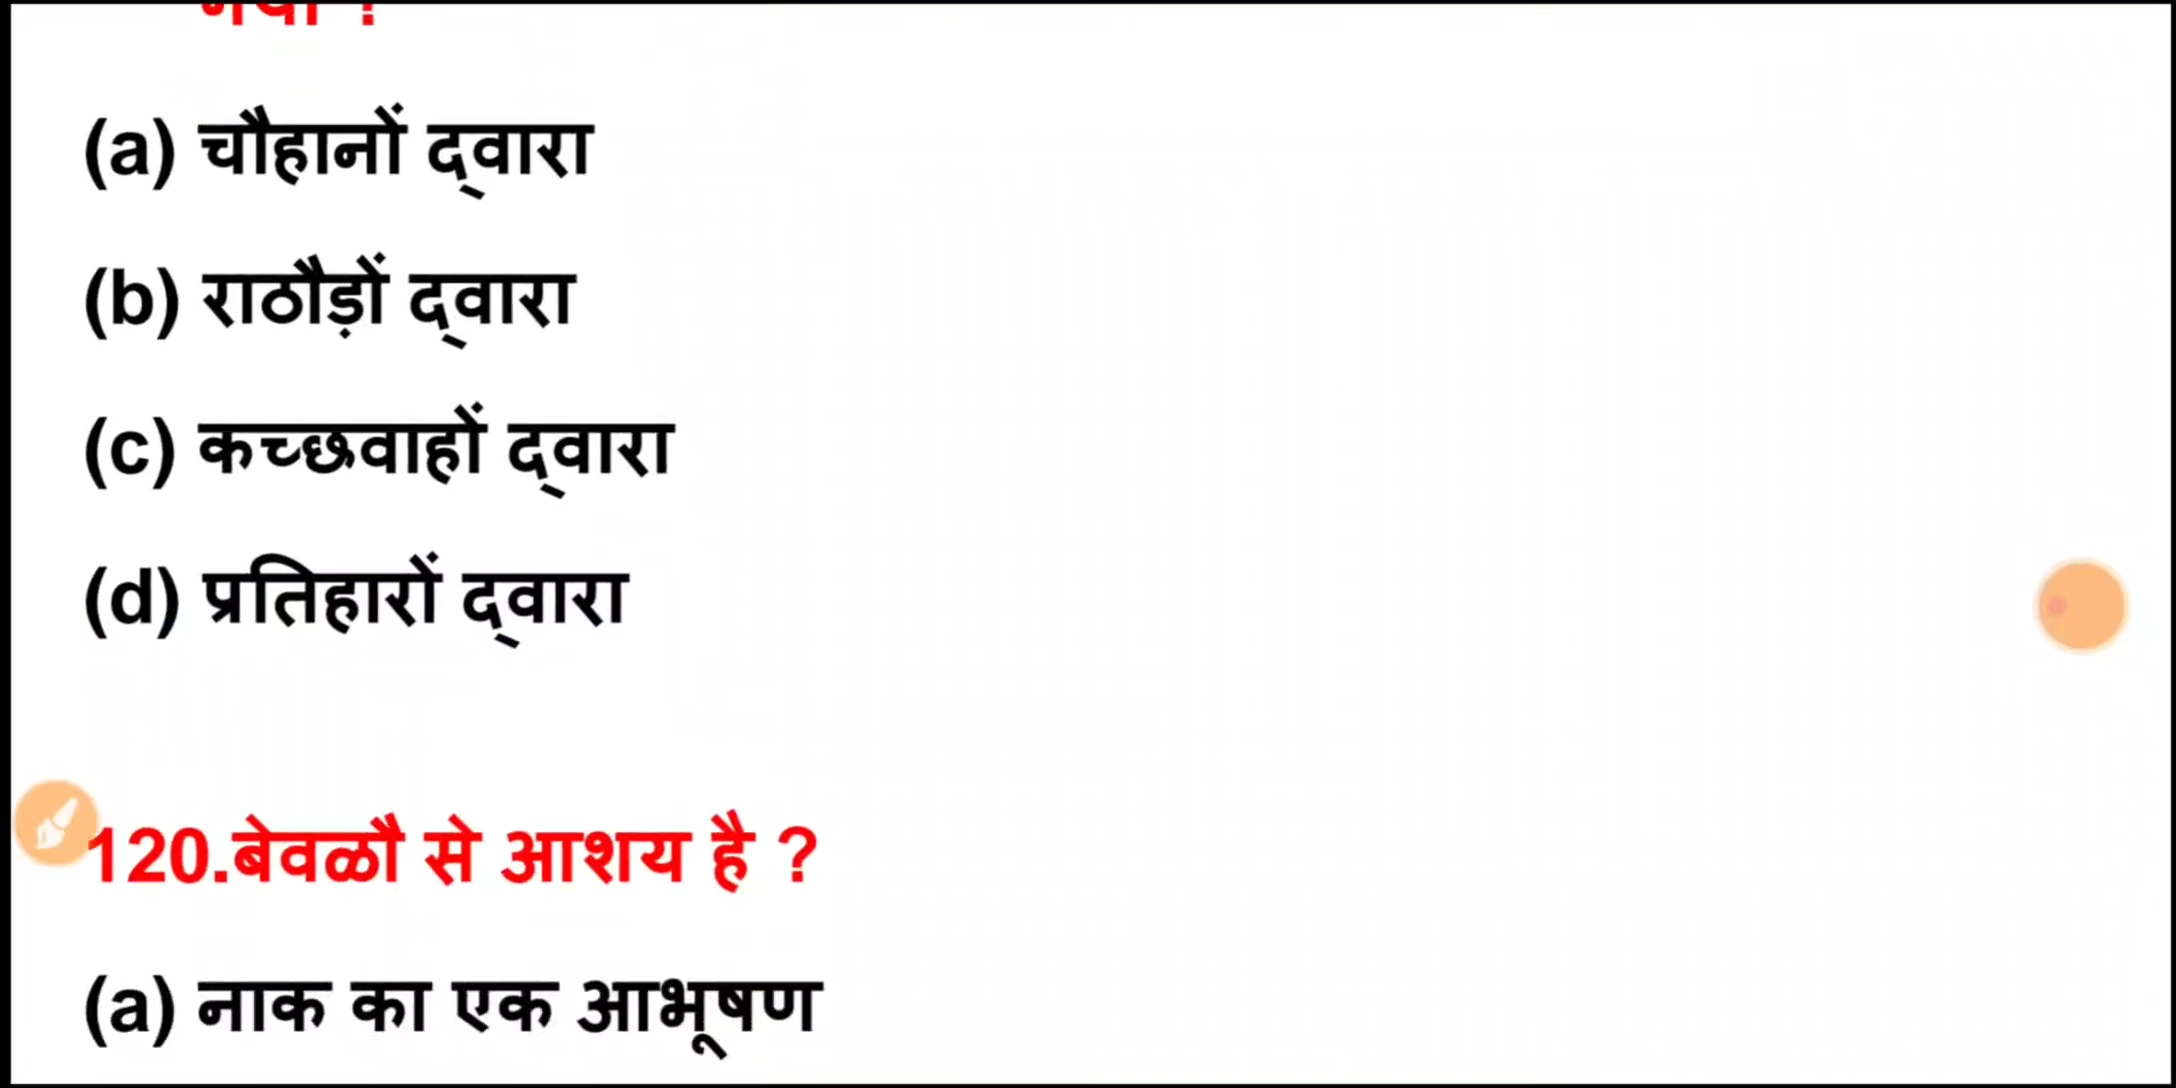 (a) चौहानों द्वारा
(b) राठौड़ों द्वारा
(c) कच्छवाहों द्वारा
(d) प्रतिहारों द्वारा
120.बेवळौ से आशय है ?
(a) नाक का एक आभूषण